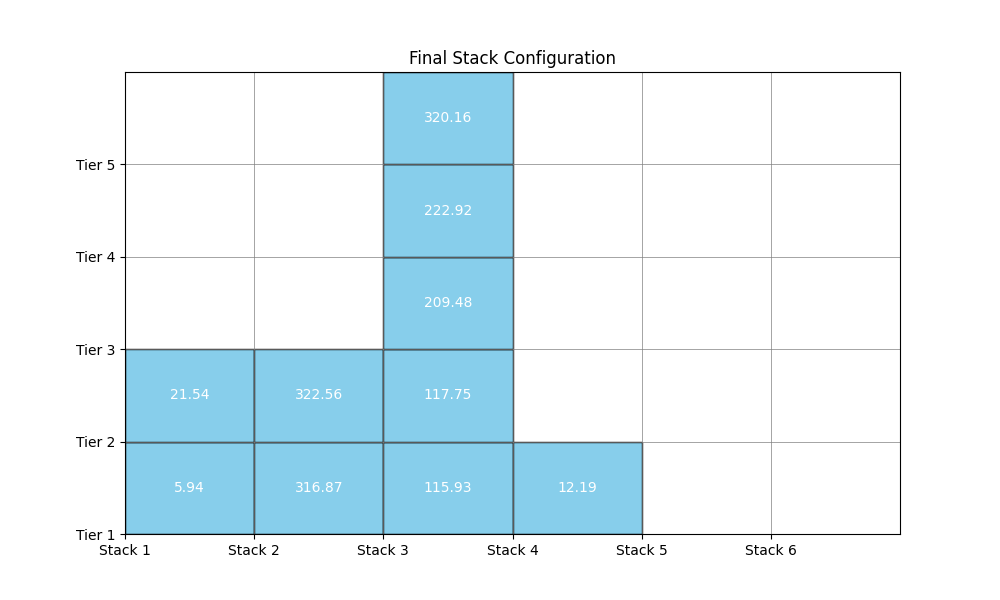 Final Stack Configuration
320.16
Tier 5
222.92
Tier 4
209.48
Tier 3
21.54 322.56 117.75
Tier 2
5.94 316.87 115.93 12.19
Tier 1
Stack 1 Stack 2 Stack 3 Stack 4 Stack 5 Stack 6